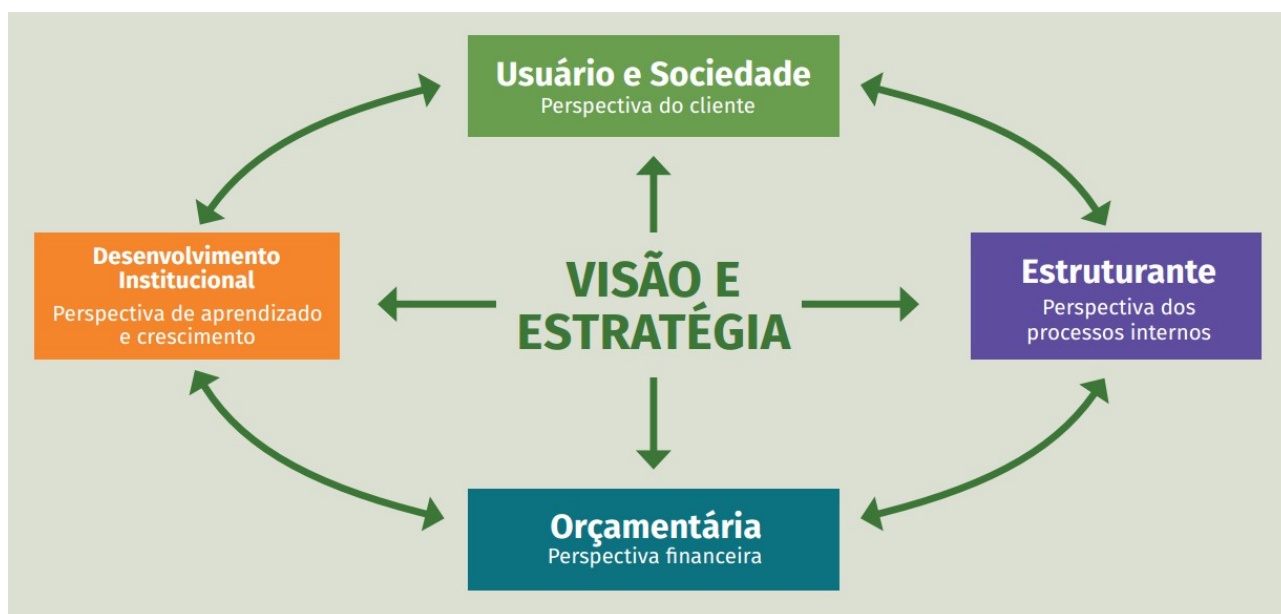 Usuário e Sociedade
Perspectiva do cliente
Desenvolvimento
Institucional
Perspectiva de aprendizado
e crescimento
VISÃO E
ESTRATÉGIA
Estruturante
Perspectiva dos
processos internos
Orçamentária
Perspectiva financeira